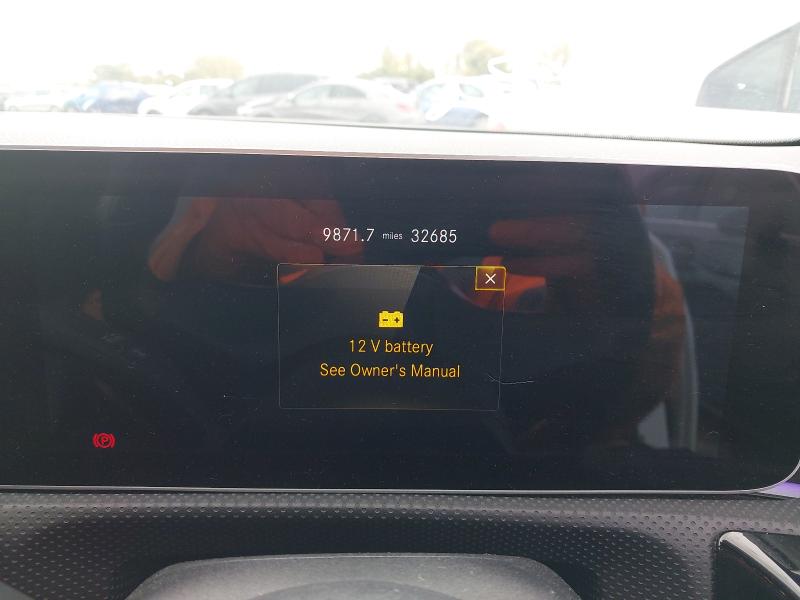 9871.7 miles 32685
12 V battery
See Owner's Manual
P